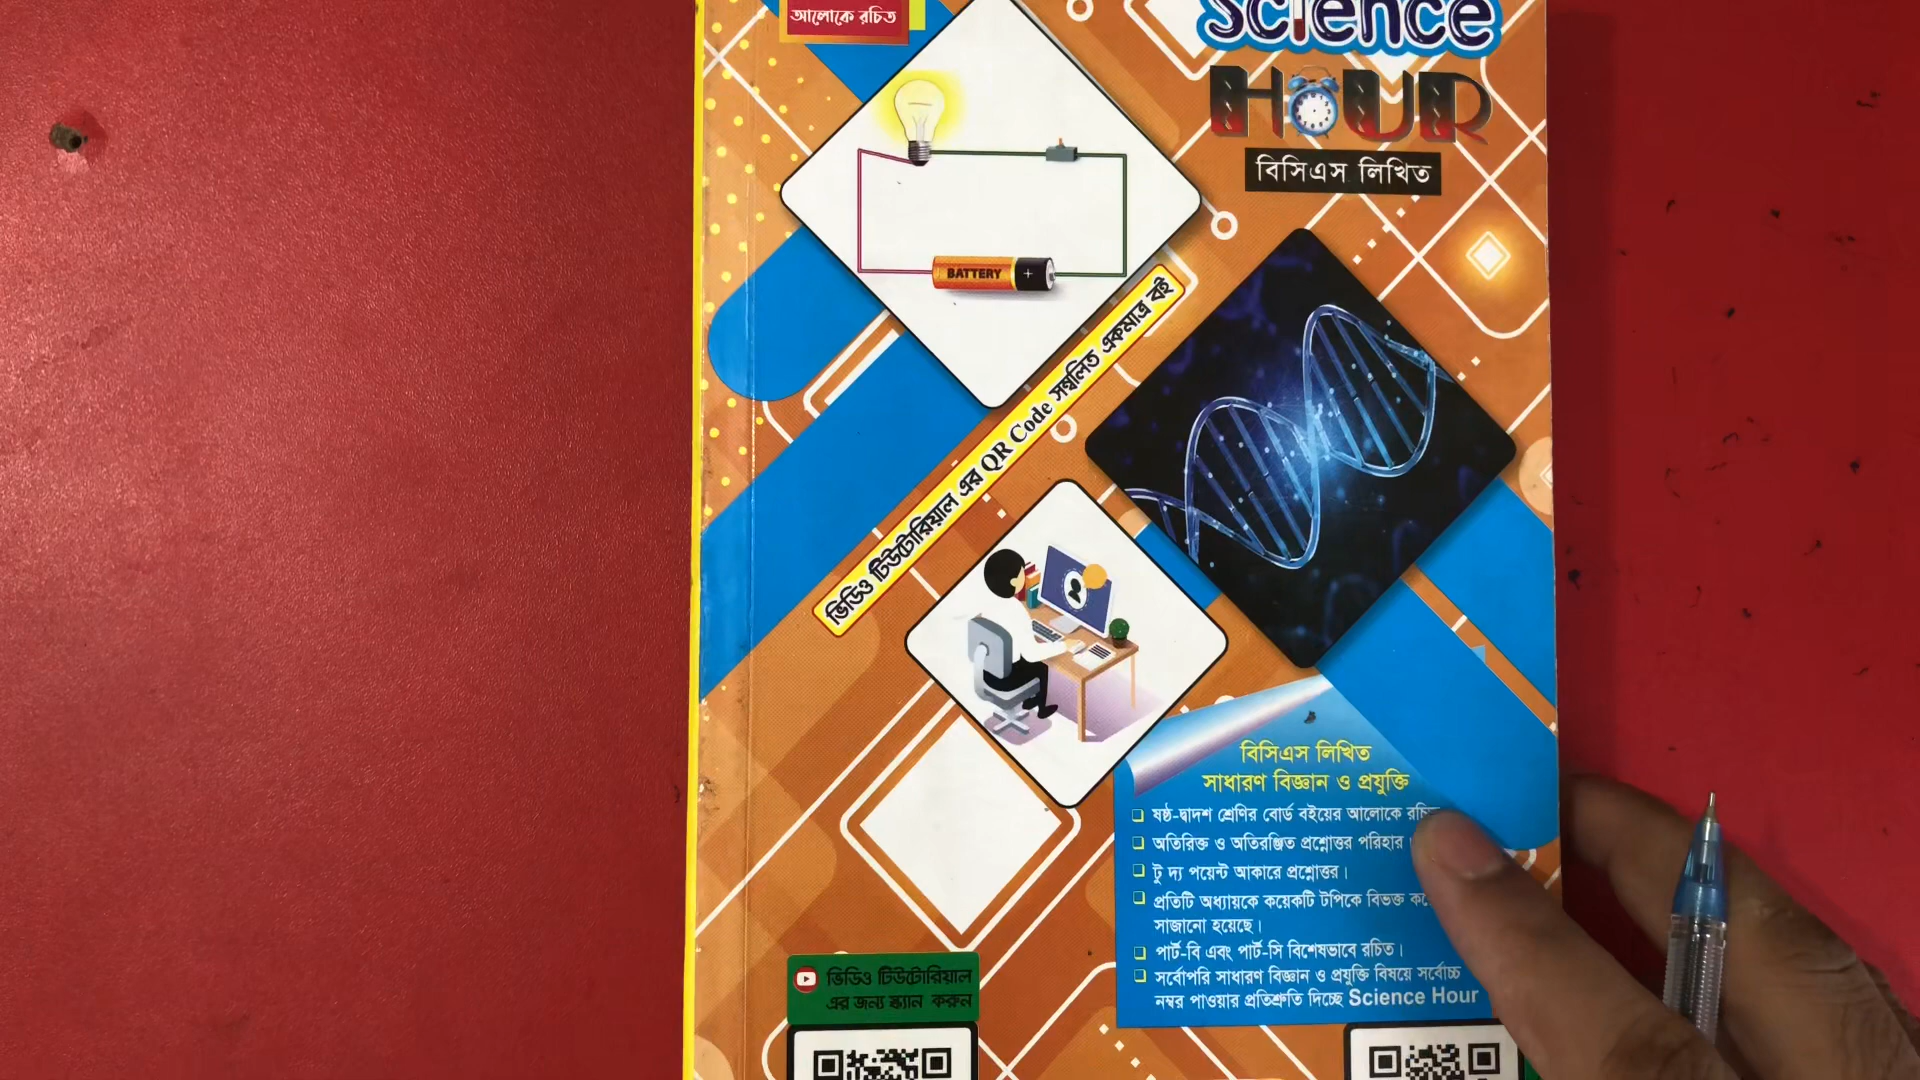 আলোকে রচিত
Science
HOUR
বিসিএস লিখিত
BATTERY +
ভিডিও টিউটোরিয়াল এর QR Code সম্বলিত একমাত্র বই
বিসিএস লিখিত
সাধারণ বিজ্ঞান ও প্রযুক্তি
ষষ্ঠ-দ্বাদশ শ্রেণির বোর্ড বইয়ের আলোকে
অতিরিক্ত ও অতিরঞ্জিত প্রশ্নোত্তর পরিহার
টু দ্য পয়েন্ট আকারে প্রশ্নোত্তর।
প্রতিটি অধ্যায়কে কয়েকটি টপিকে বিভক্ত
সাজানো হয়েছে।
পার্ট-বি এবং পার্ট-সি বিশেষভাবে রচিত।
সর্বোপরি সাধারণ বিজ্ঞান ও প্রযুক্তি বিষয়ে সর্বোচ্চ
নম্বর পাওয়ার প্রতিশ্রুতি দিচ্ছে Science Hour
ভিডিও টিউটোরিয়াল
এর জন্য স্ক্যান করুন